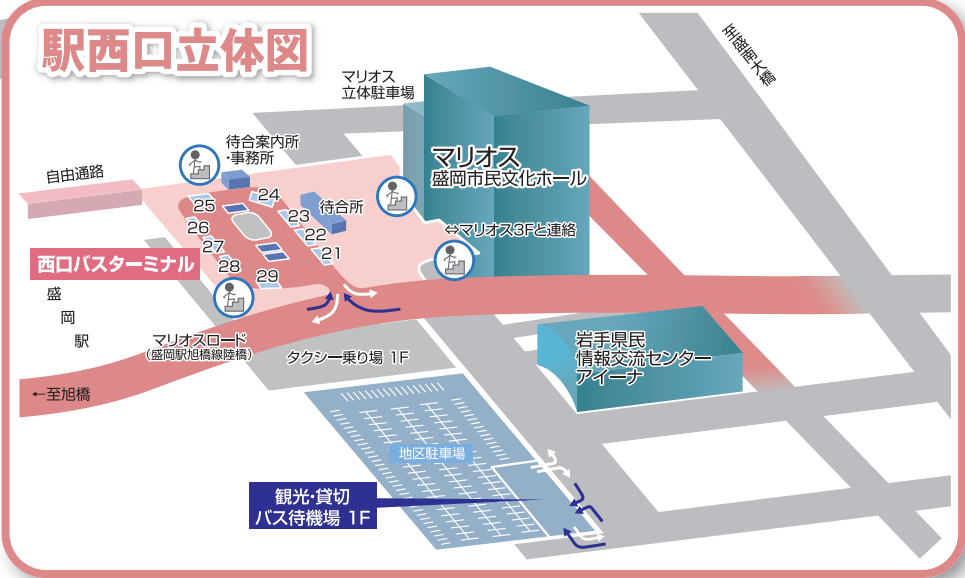 駅西口立体図
至盛南大橋
マリオス
立体駐車場
待合案内所
・事務所
自由通路
マリオス
盛岡市民文化ホール
24
25
待合所
23
26
22
⇔マリオス3Fと連絡
27
21
西口バスターミナル
28
29
盛岡駅
マリオスロード
(盛岡駅旭橋線陸橋)
タクシー乗り場 1F
岩手県民
情報交流センター
アイーナ
←至旭橋
地区駐車場
観光・貸切
バス待機場 1F